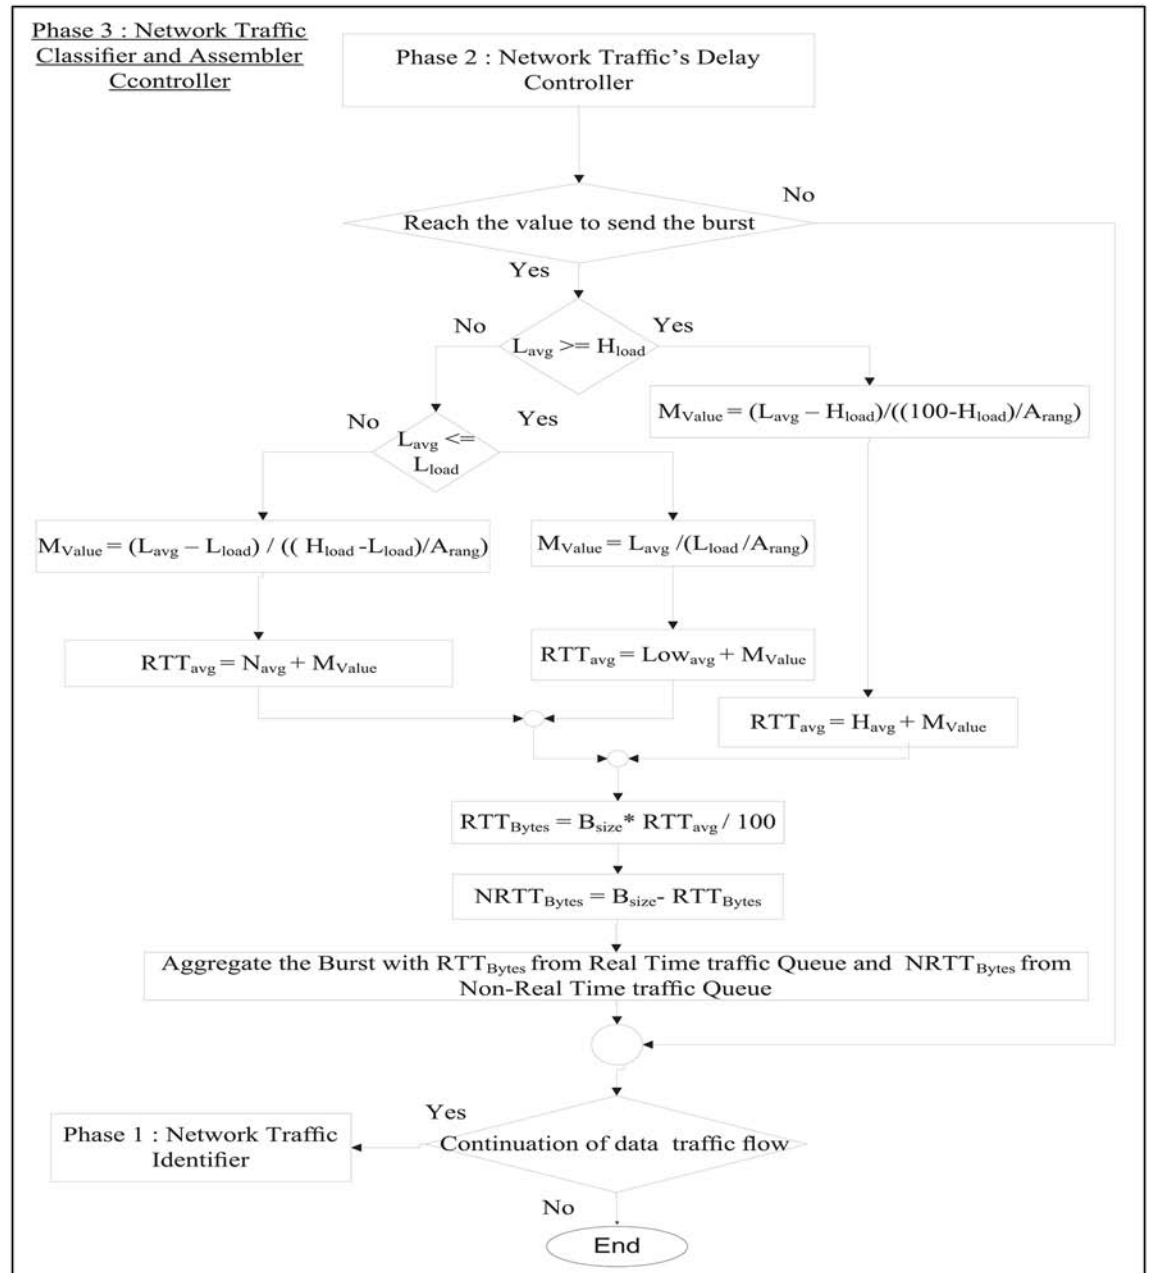 Phase 3 : Network Traffic
Classifier and Assembler
Ccontroller
Phase 2 : Network Traffic's Delay
Controller
No
Reach the value to send the burst
Yes
No
Yes
Lavg >= Hload
MValue = (Lavg – Hload)/((100-Hload)/Arang)
No
Yes
Lavg <=
Lload
MValue = (Lavg – Lload) / (( Hload -Lload)/Arang)
MValue = Lavg /(Lload /Arang)
RTTavg = Navg + MValue
RTTavg = Lowavg + MValue
RTTavg = Havg + MValue
RTTBytes = Bsize* RTTavg / 100
NRTTBytes = Bsize- RTTBytes
Aggregate the Burst with RTTBytes from Real Time traffic Queue and NRTTBytes from
Non-Real Time traffic Queue
Yes
Phase 1 : Network Traffic
Identifier
Continuation of data traffic flow
No
End